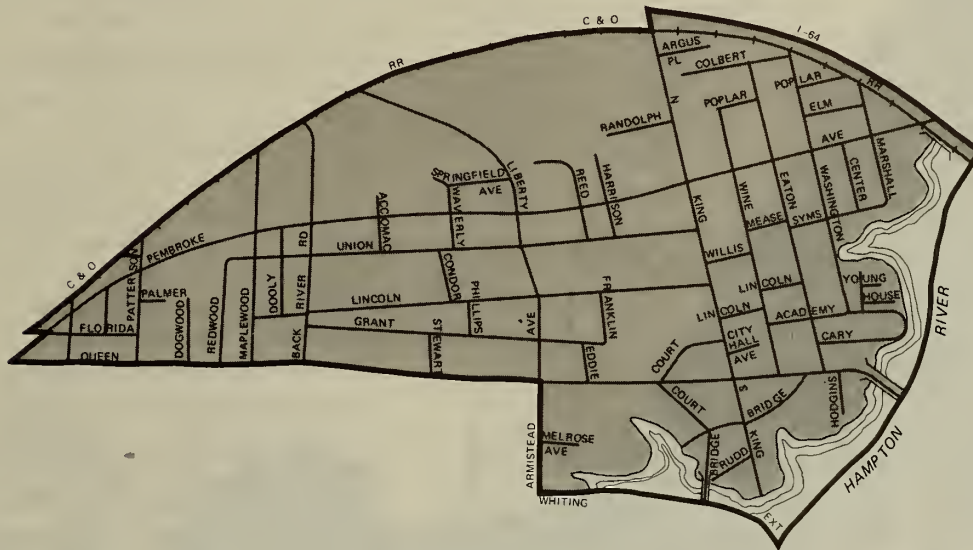 C & O
I-64
RR
ARGUS
PL
COLBERT
N
POPLAR
POPLAR
RR
ELM
RANDOLPH
AVE
SPRINGFIELD
AVE
LIBERTY
REED
HARRISON
MARSHALL
CENTER
WASHINGTON
EATON
WINE
ACCOMAC
WAVERLY
KING
MEASE
SYMS
PEMBROKE
RD
UNION
WILLIS
C & O
PATTERSON
CONDOR
PALMER
DOOLY
RIVER
LINCOLN
PHILLIPS
FRANKLIN
LINCOLN
YOUNG
HOUSE
REDWOOD
MAPLEWOOD
DOGWOOD
LINCOLN
ACADEMY
RIVER
FLORIDA
GRANT
STEWART
AVE
CITY
HALL
AVE
CARY
QUEEN
BACK
EDDIE
COURT
COURT
S
BRIDGE
HODGINS
ARMISTEAD
MELROSE
AVE
BRIDGE
RUDD
KING
HAMPTON
WHITING
EXT